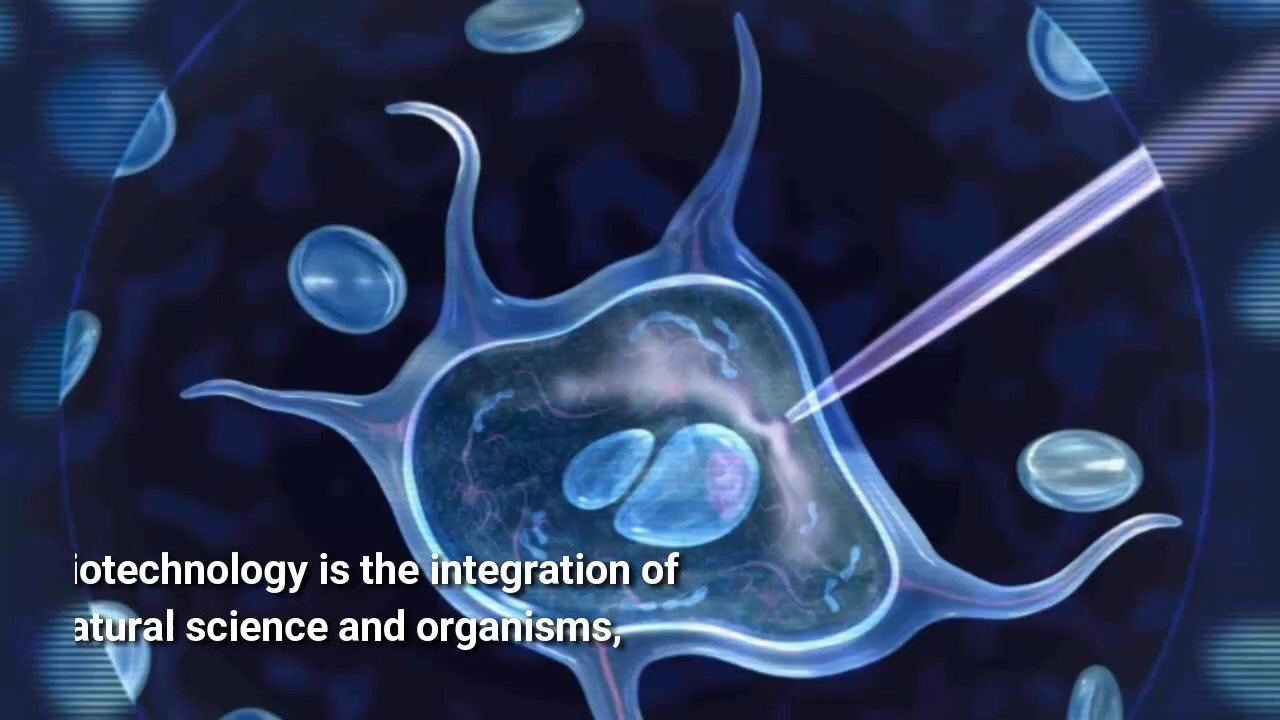 iotechnology is the integration of
atural science and organisms,